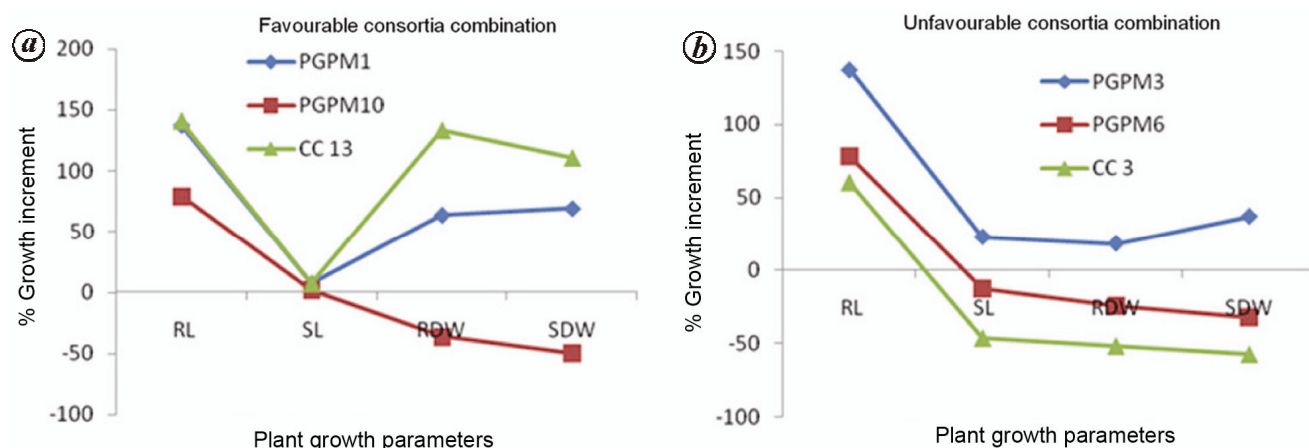 a
Favourable consortia combination
200
150
100
50
0
-50
-100
% Growth increment
PGPM1
PGPM10
CC 13
RL
SL
RDW
SDW
Plant growth parameters
b
Unfavourable consortia combination
150
100
50
0
-50
-100
% Growth increment
PGPM3
PGPM6
CC 3
RL
SL
RDW
SDW
Plant growth parameters